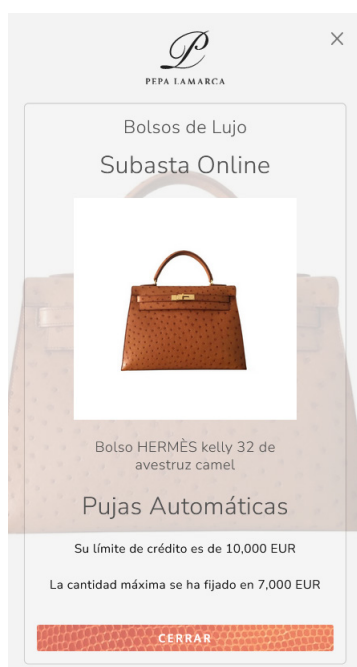 PEPA LAMARCA
Bolsos de Lujo
Subasta Online
Bolso HERMÈS kelly 32 de
avestruz camel
Pujas Automáticas
Su límite de crédito es de 10,000 EUR
La cantidad máxima se ha fijado en 7,000 EUR
CERRAR